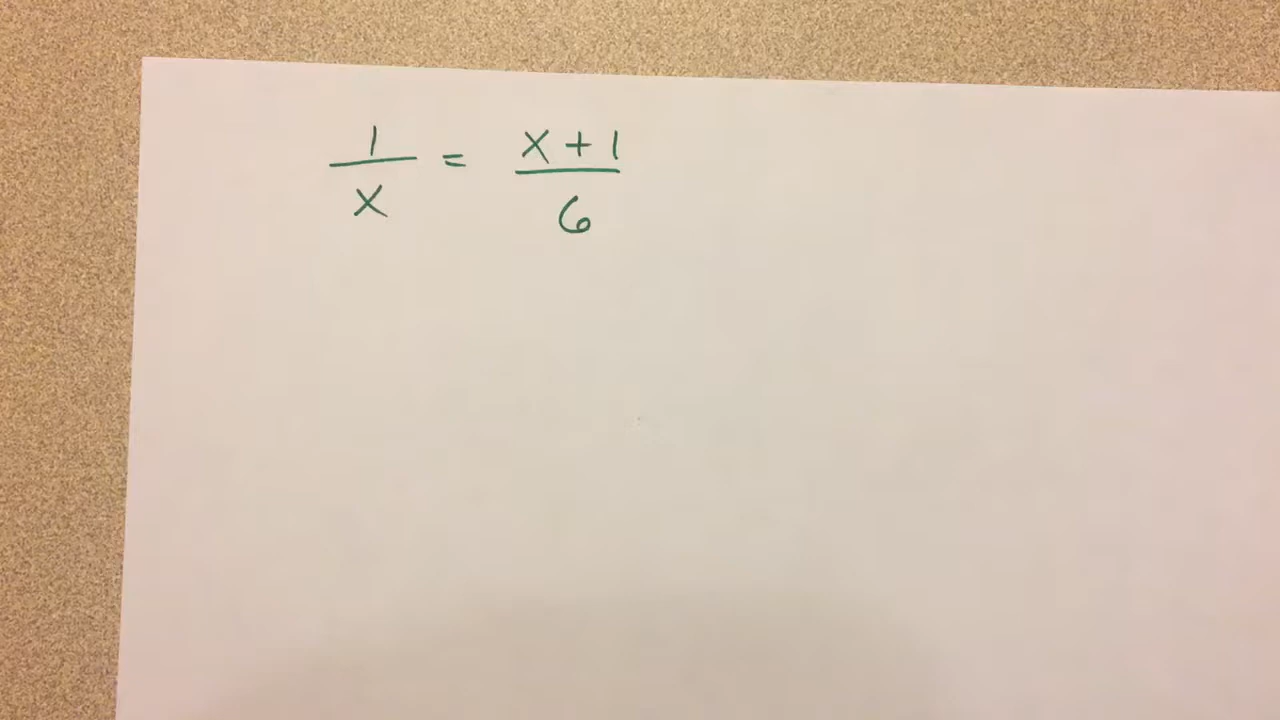 1/x = (x+1)/6